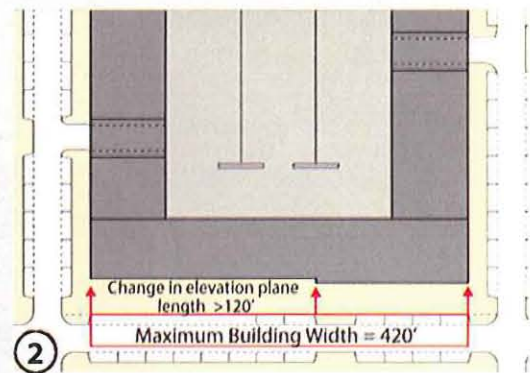 Change in elevation plane
length >120'
Maximum Building Width = 420'
2